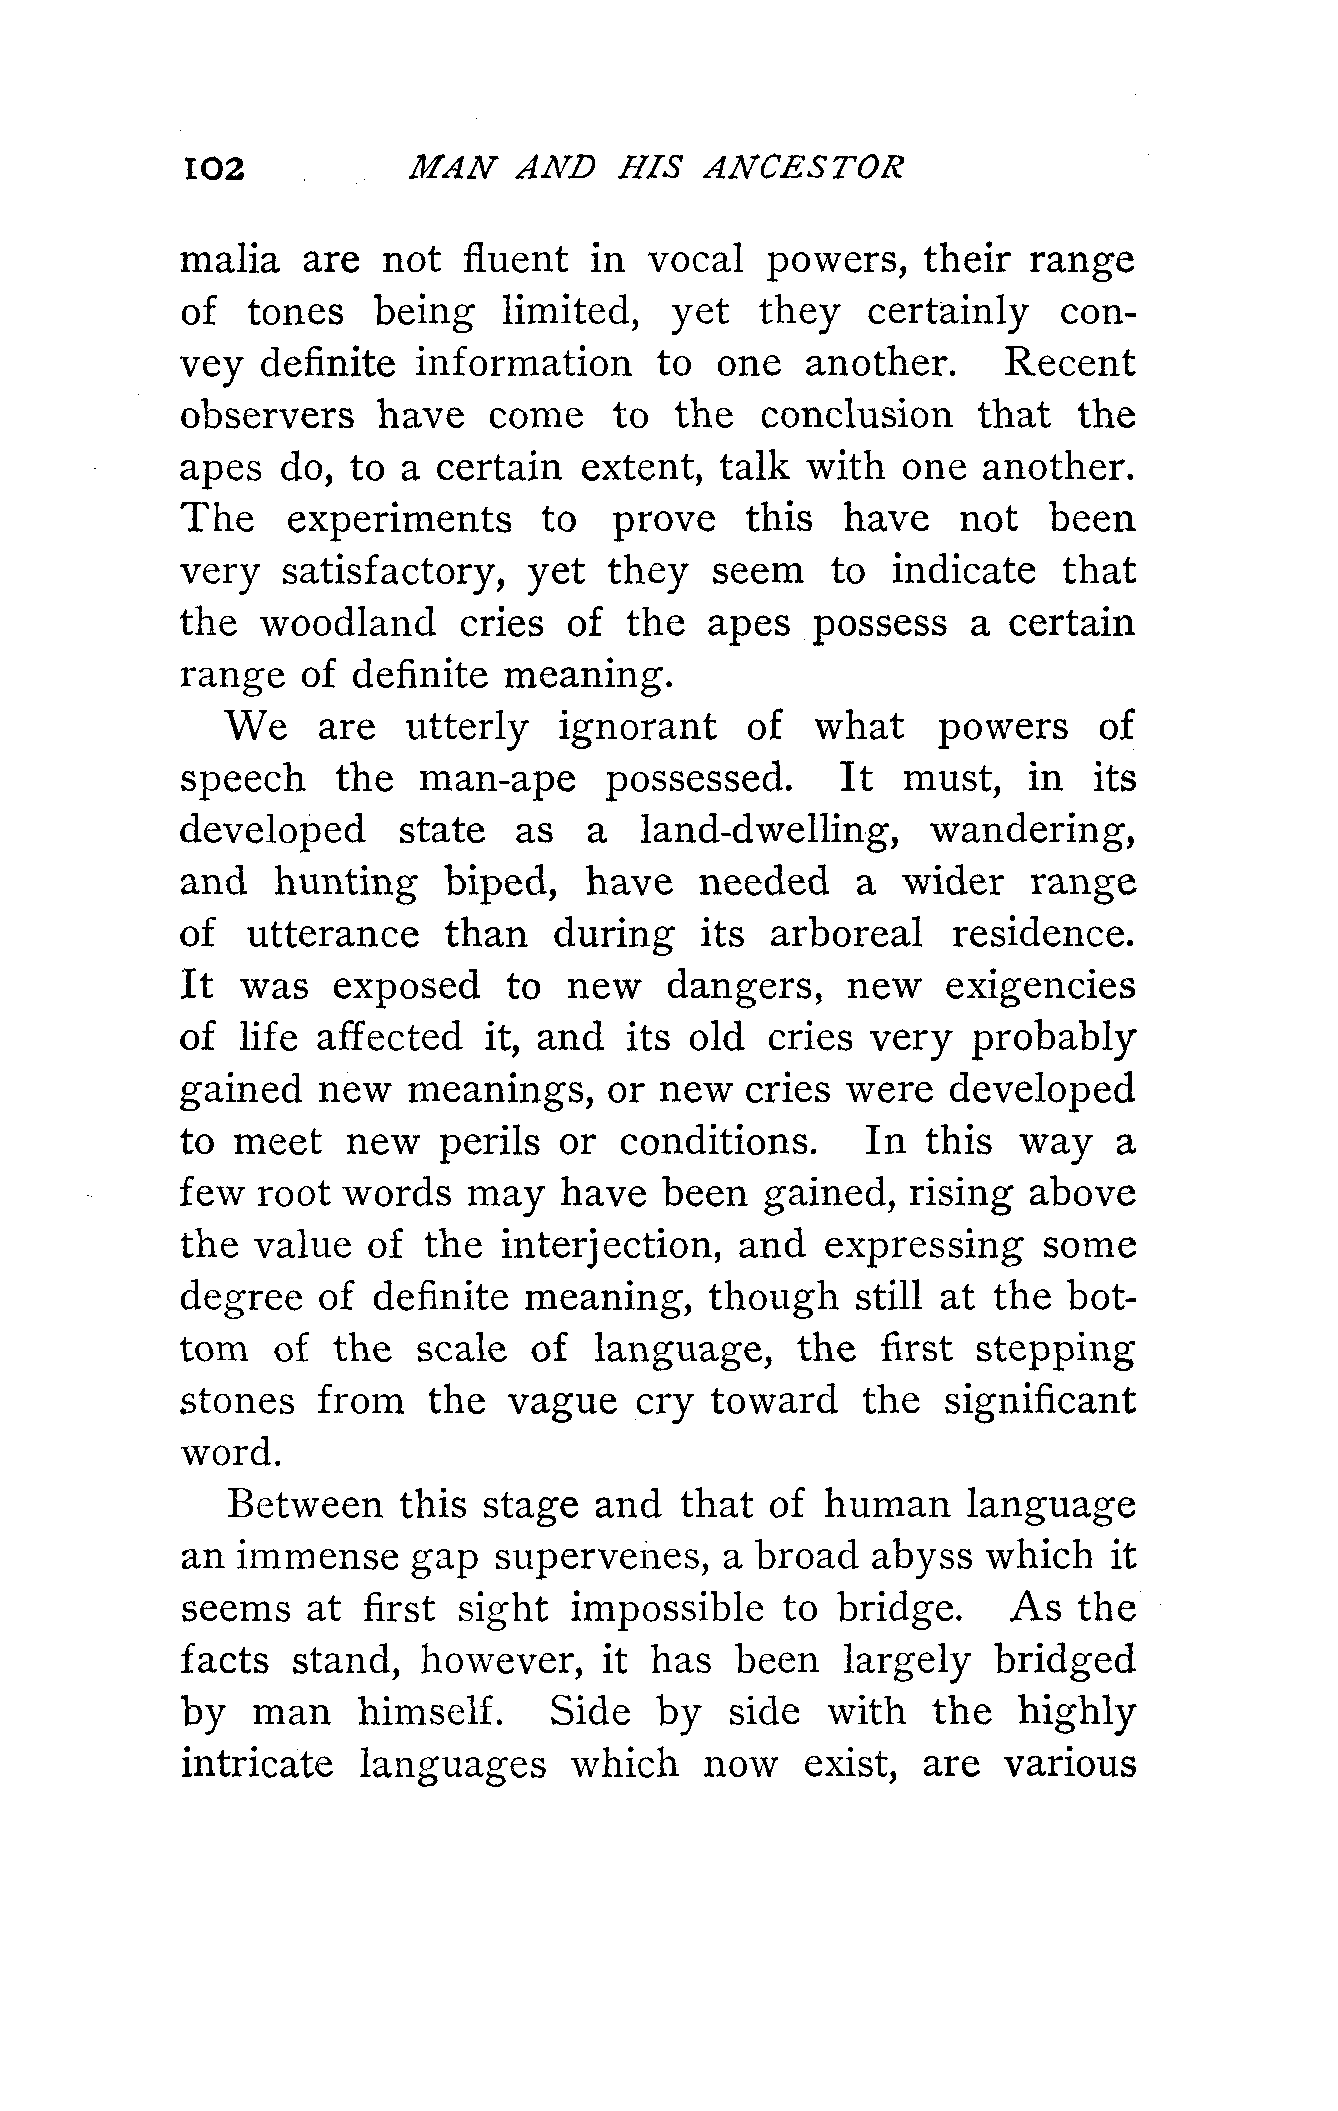 102 MAN AND HIS ANCESTOR
malia are not fluent in vocal powers, their range
of tones being limited, yet they certainly con-
vey definite information to one another. Recent
observers have come to the conclusion that the
apes do, to a certain extent, talk with one another.
The experiments to prove this have not been
very satisfactory, yet they seem to indicate that
the woodland cries of the apes possess a certain
range of definite meaning.
We are utterly ignorant of what powers of
speech the man-ape possessed. It must, in its
developed state as a land-dwelling, wandering,
and hunting biped, have needed a wider range
of utterance than during its arboreal residence.
It was exposed to new dangers, new exigencies
of life affected it, and its old cries very probably
gained new meanings, or new cries were developed
to meet new perils or conditions. In this way a
few root words may have been gained, rising above
the value of the interjection, and expressing some
degree of definite meaning, though still at the bot-
tom of the scale of language, the first stepping
stones from the vague cry toward the significant
word.
Between this stage and that of human language
an immense gap supervenes, a broad abyss which it
seems at first sight impossible to bridge. As the
facts stand, however, it has been largely bridged
by man himself. Side by side with the highly
intricate languages which now exist, are various